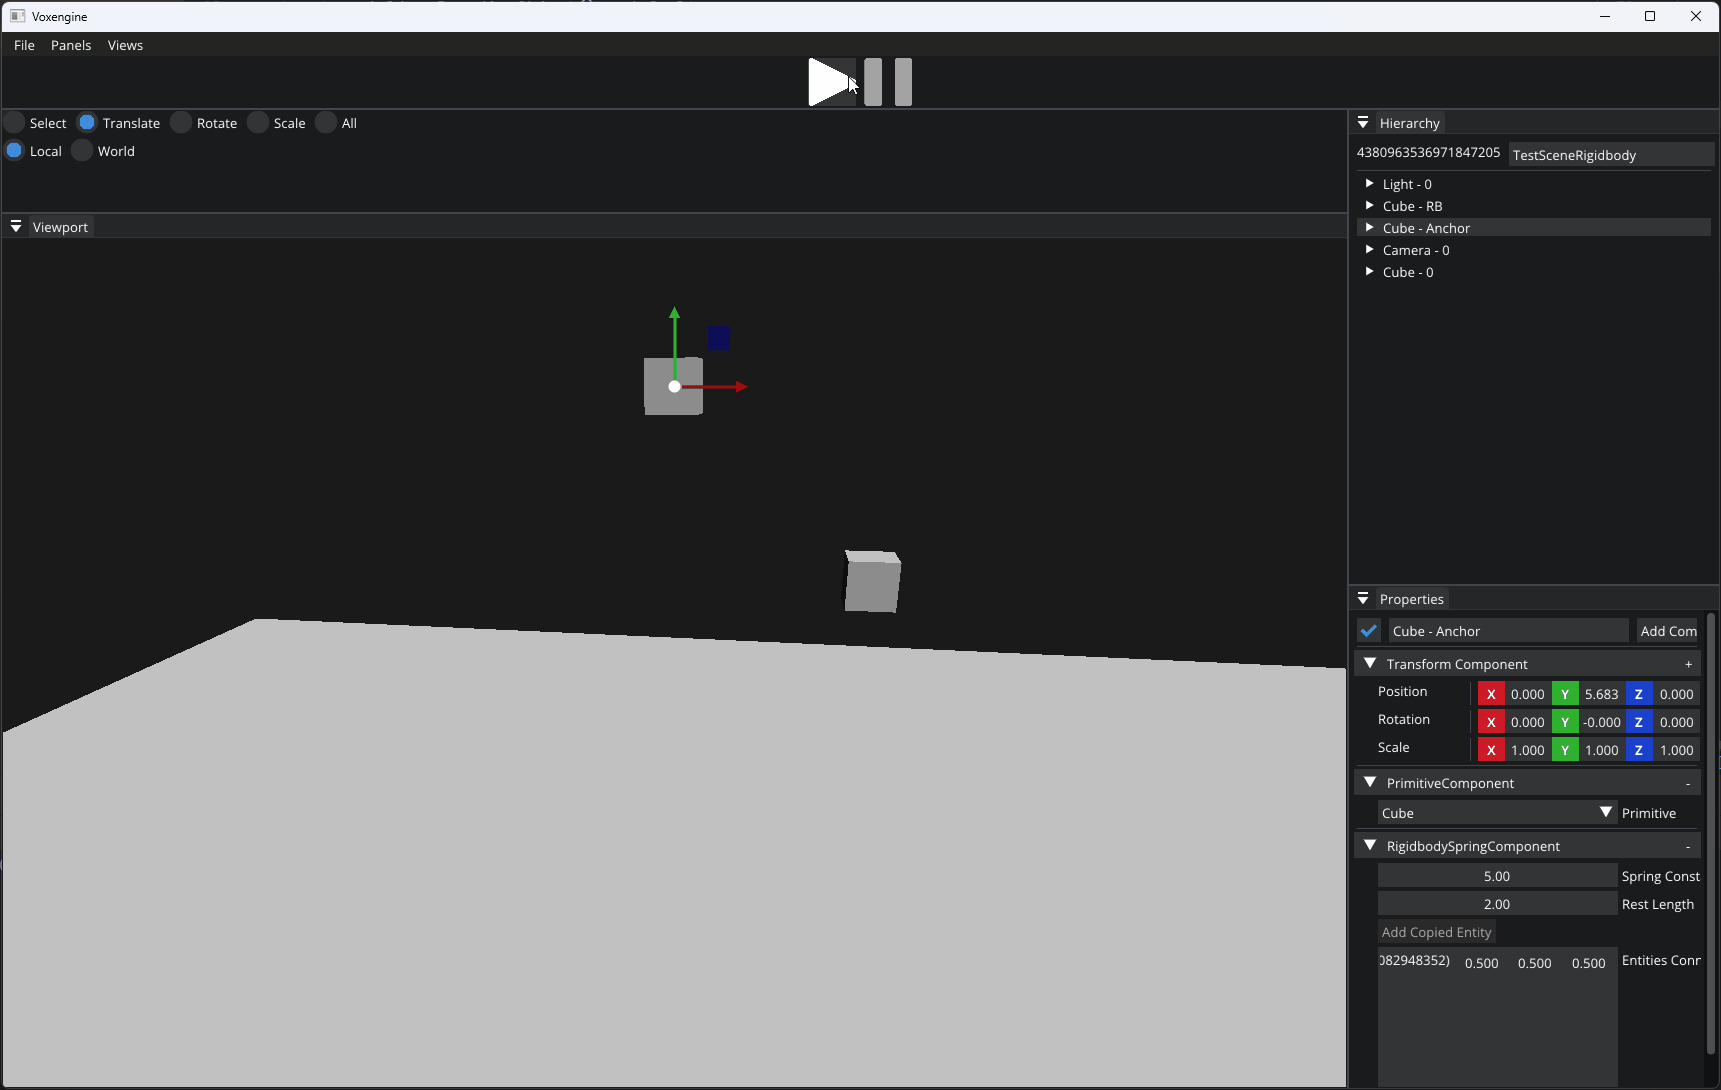 Voxengine
File Panels Views
Select Translate Rotate Scale All
Local World
Viewport
Hierarchy
4380963536971847205 TestSceneRigidbody
Light - 0
Cube - RB
Cube - Anchor
Camera - 0
Cube - 0
Properties
Cube - Anchor Add Com
Transform Component +
Position X 0.000 Y 5.683 Z 0.000
Rotation X 0.000 Y -0.000 Z 0.000
Scale X 1.000 Y 1.000 Z 1.000
PrimitiveComponent -
Cube Primitive
RigidbodySpringComponent -
5.00 Spring Const
2.00 Rest Length
Add Copied Entity
082948352) 0.500 0.500 0.500 Entities Conn